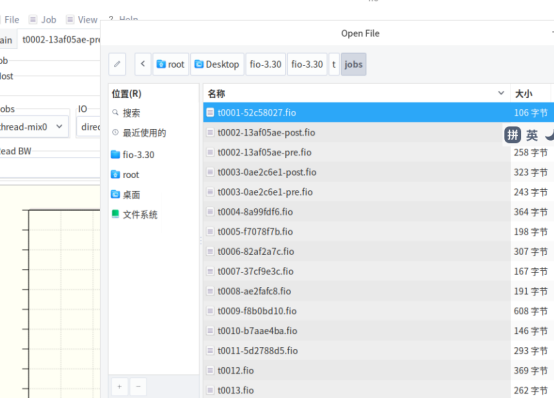 File Job View ? Help
Open File
ain t0002-13af05ae-pre
root Desktop fio-3.30 fio-3.30 t jobs
ob
ost
位置(R)
名称 大小
搜索
最近使用的
fio-3.30
root
桌面
文件系统
obs IO
hread-mix0 direc
ead BW
t0001-52c58027.fio 106 字节
t0002-13af05ae-post.fio
拼 英
t0002-13af05ae-pre.fio 258 字节
t0003-0ae2c6e1-post.fio 323 字节
t0003-0ae2c6e1-pre.fio 243 字节
t0004-8a99fdf6.fio 364 字节
t0005-f7078f7b.fio 198 字节
t0006-82af2a7c.fio 307 字节
t0007-37cf9e3c.fio 167 字节
t0008-ae2fafc8.fio 191 字节
t0009-f8b0bd10.fio 608 字节
t0010-b7aae4ba.fio 146 字节
t0011-5d2788d5.fio 293 字节
t0012.fio 369 字节
t0013.fio 262 字节